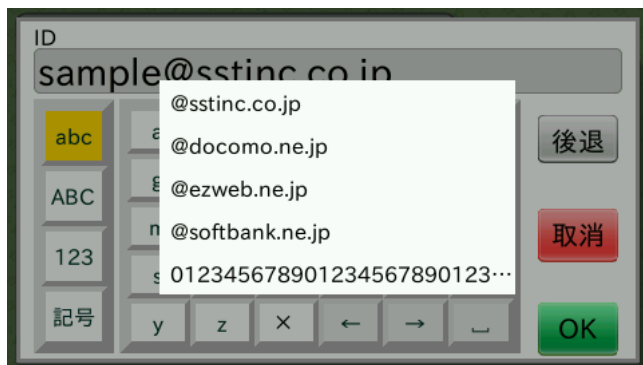 ID
sample@sstinc.co.jp
@sstinc.co.jp
@docomo.ne.jp
@ezweb.ne.jp
@softbank.ne.jp
012345678901234567890123…
abc
ABC
123
記号
a
g
m
s
y z × ← → ⎵
後退
取消
OK